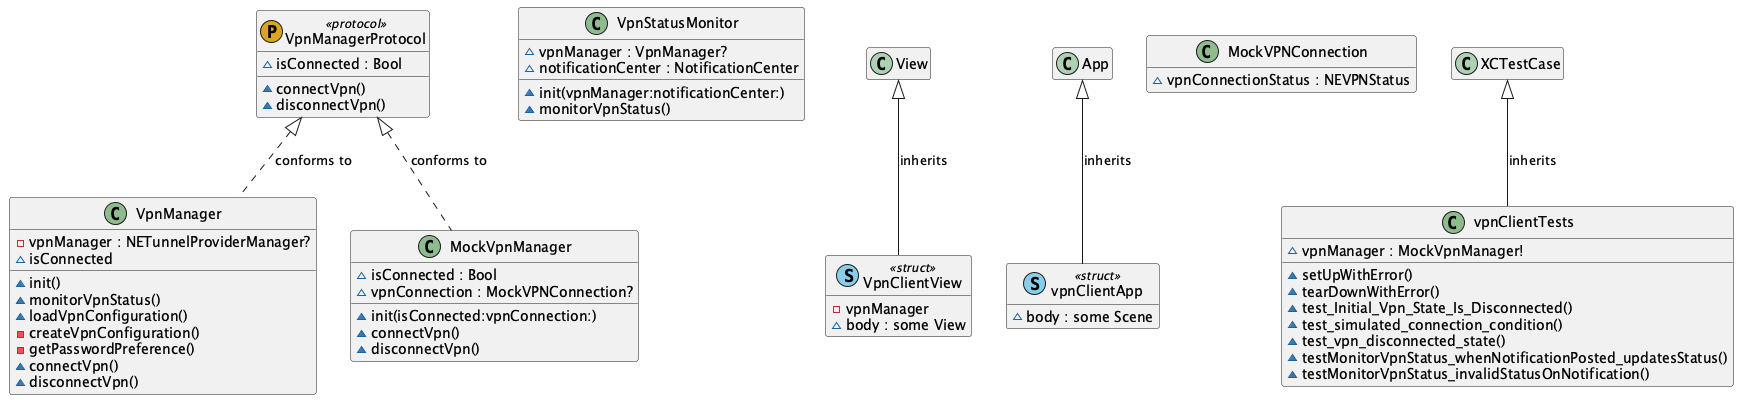 P
«protocol»
VpnManagerProtocol
isConnected : Bool
connectVpn()
disconnectVpn()
C VpnStatusMonitor
vpnManager : VpnManager?
notificationCenter : NotificationCenter
init(vpnManager:notificationCenter:)
monitorVpnStatus()
C View
C App
C MockVPNConnection
vpnConnectionStatus : NEVPNStatus
C XCTestCase
conforms to
conforms to
inherits
inherits
inherits
C VpnManager
vpnManager : NETunnelProviderManager?
isConnected
init()
monitorVpnStatus()
loadVpnConfiguration()
createVpnConfiguration()
getPasswordPreference()
connectVpn()
disconnectVpn()
C MockVpnManager
isConnected : Bool
vpnConnection : MockVPNConnection?
init(isConnected:vpnConnection:)
connectVpn()
disconnectVpn()
S
«struct»
VpnClientView
vpnManager
body : some View
S
«struct»
vpnClientApp
body : some Scene
C vpnClientTests
vpnManager : MockVpnManager!
setUpWithError()
tearDownWithError()
test_Initial_Vpn_State_Is_Disconnected()
test_simulated_connection_condition()
test_vpn_disconnected_state()
testMonitorVpnStatus_whenNotificationPosted_updatesStatus()
testMonitorVpnStatus_invalidStatusOnNotification()